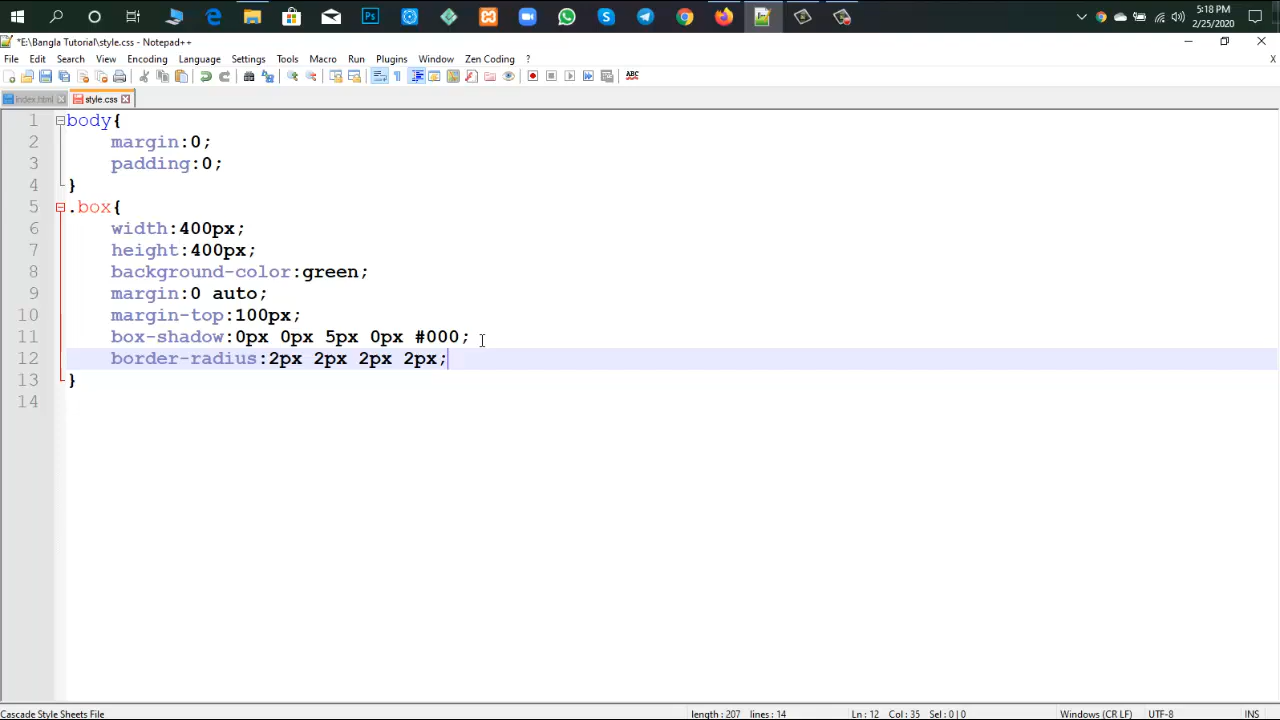 5:18 PM
2/25/2020
*E:\Bangla Tutorial\style.css - Notepad++
File Edit Search View Encoding Language Settings Tools Macro Run Plugins Window Zen Coding ? X
index.html style.css
1 body{
2 margin:0;
3 padding:0;
4 }
5 .box{
6 width:400px;
7 height:400px;
8 background-color:green;
9 margin:0 auto;
10 margin-top:100px;
11 box-shadow:0px 0px 5px 0px #000;
12 border-radius:2px 2px 2px 2px;
13 }
14
Cascade Style Sheets File length : 207 lines : 14 Ln : 12 Col : 35 Sel : 0 | 0 Windows (CR LF) UTF-8 INS